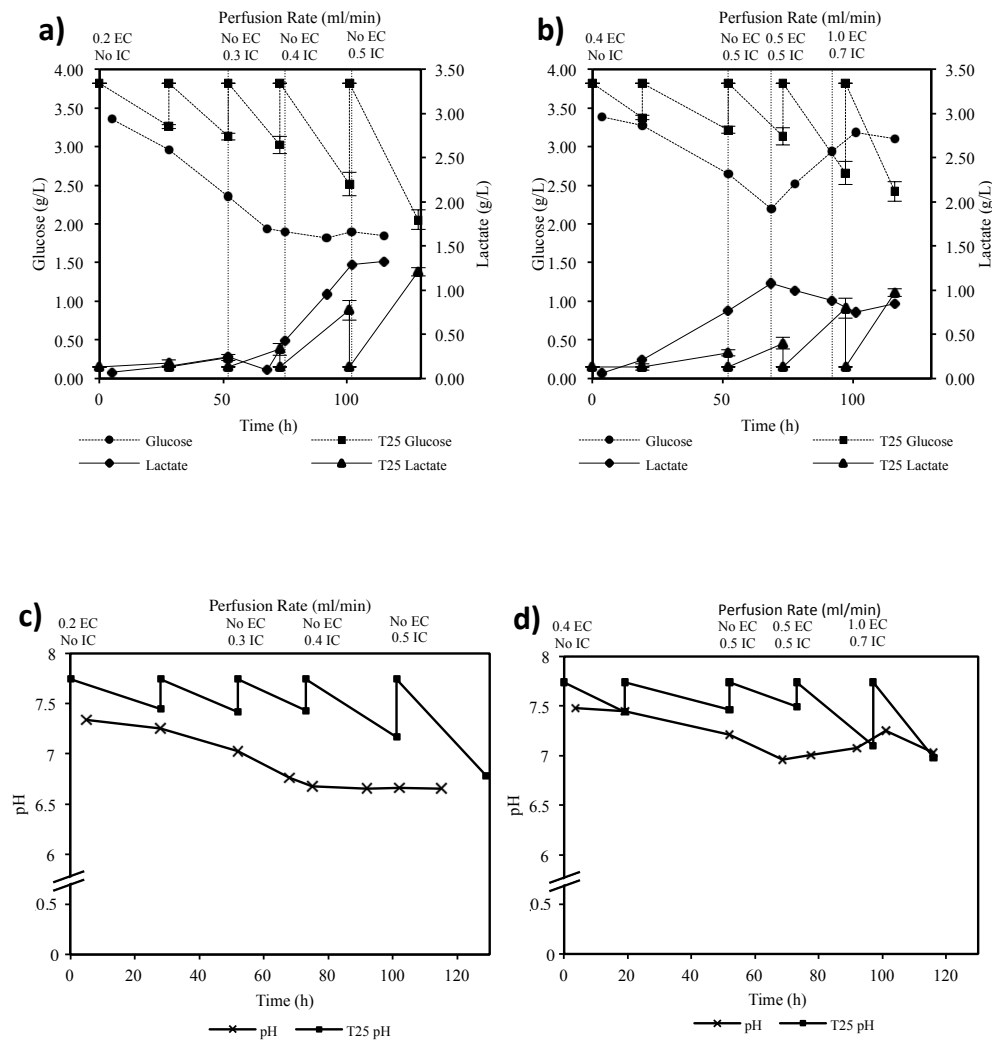 a)
Perfusion Rate (ml/min)
0.2 EC No EC No EC No EC
No IC 0.3 IC 0.4 IC 0.5 IC
4.00 3.50
3.50 3.00
3.00 2.50
2.50 2.00
2.00 1.50
1.50 1.00
1.00 0.50
0.50 0.00
0.00
Glucose (g/L)
Lactate (g/L)
0 50 100
Time (h)
Glucose T25 Glucose
Lactate T25 Lactate
b)
Perfusion Rate (ml/min)
0.4 EC No EC 0.5 EC 1.0 EC
No IC 0.5 IC 0.5 IC 0.7 IC
4.00 3.50
3.50 3.00
3.00 2.50
2.50 2.00
2.00 1.50
1.50 1.00
1.00 0.50
0.50 0.00
0.00
Glucose (g/L)
Lactate (g/L)
0 50 100
Time (h)
Glucose T25 Glucose
Lactate T25 Lactate
c)
Perfusion Rate (ml/min)
0.2 EC No EC No EC No EC
No IC 0.3 IC 0.4 IC 0.5 IC
8
7.5
7
6.5
6
0.5
0
pH
0 20 40 60 80 100 120
Time (h)
pH T25 pH
d)
Perfusion Rate (ml/min)
0.4 EC No EC 0.5 EC 1.0 EC
No IC 0.5 IC 0.5 IC 0.7 IC
8
7.5
7
6.5
6
0.5
0
pH
0 20 40 60 80 100 120
Time (h)
pH T25 pH